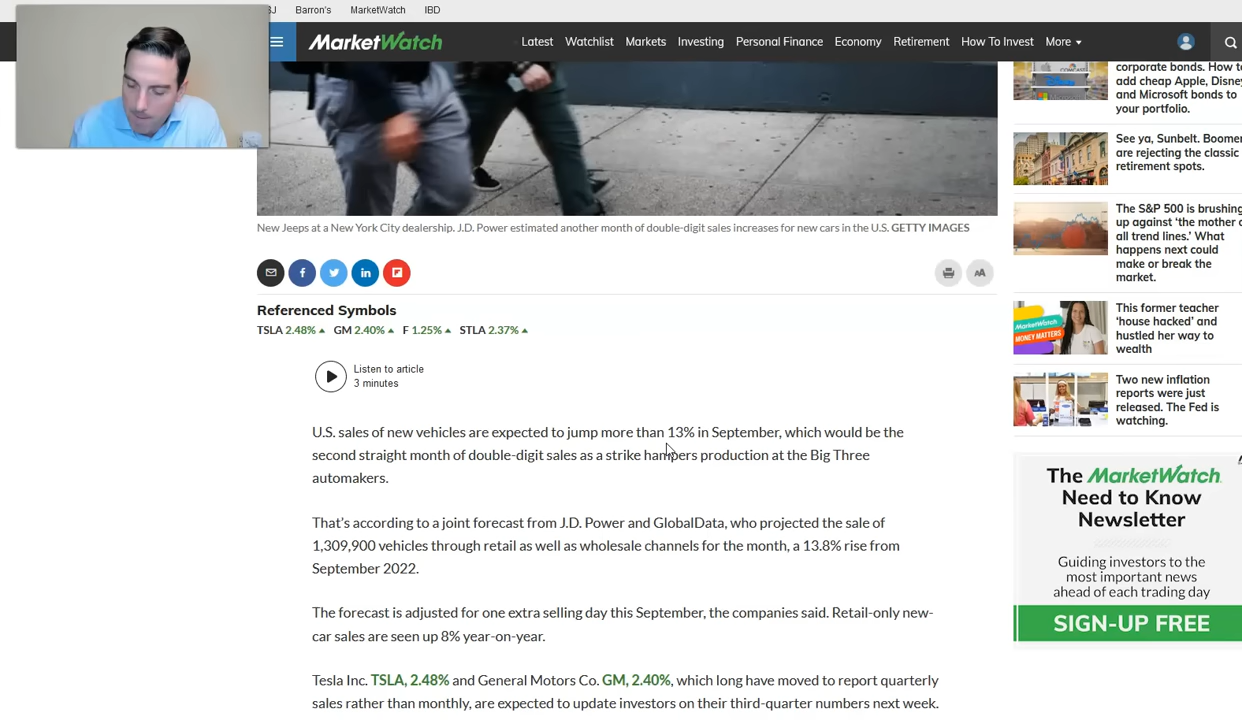 Barron's MarketWatch IBD
MarketWatch Latest Watchlist Markets Investing Personal Finance Economy Retirement How To Invest More
New Jeeps at a New York City dealership. J.D. Power estimated another month of double-digit sales increases for new cars in the U.S. GETTY IMAGES
Referenced Symbols
TSLA 2.48% GM 2.40% F 1.25% STLA 2.37%
Listen to article
3 minutes
U.S. sales of new vehicles are expected to jump more than 13% in September, which would be the
second straight month of double-digit sales as a strike hampers production at the Big Three
automakers.
That’s according to a joint forecast from J.D. Power and GlobalData, who projected the sale of
1,309,900 vehicles through retail as well as wholesale channels for the month, a 13.8% rise from
September 2022.
The forecast is adjusted for one extra selling day this September, the companies said. Retail-only new-
car sales are seen up 8% year-on-year.
Tesla Inc. TSLA, 2.48% and General Motors Co. GM, 2.40%, which long have moved to report quarterly
sales rather than monthly, are expected to update investors on their third-quarter numbers next week.
corporate bonds. How to
add cheap Apple, Disney
and Microsoft bonds to
your portfolio.
See ya, Sunbelt. Boomer
are rejecting the classic
retirement spots.
The S&P 500 is brushing
up against ‘the mother o
all trend lines.’ What
happens next could
make or break the
market.
This former teacher
‘house hacked’ and
hustled her way to
wealth
MarketWatch
MONEY MATTERS
Two new inflation
reports were just
released. The Fed is
watching.
The MarketWatch
Need to Know
Newsletter
Guiding investors to the
most important news
ahead of each trading day
SIGN-UP FREE